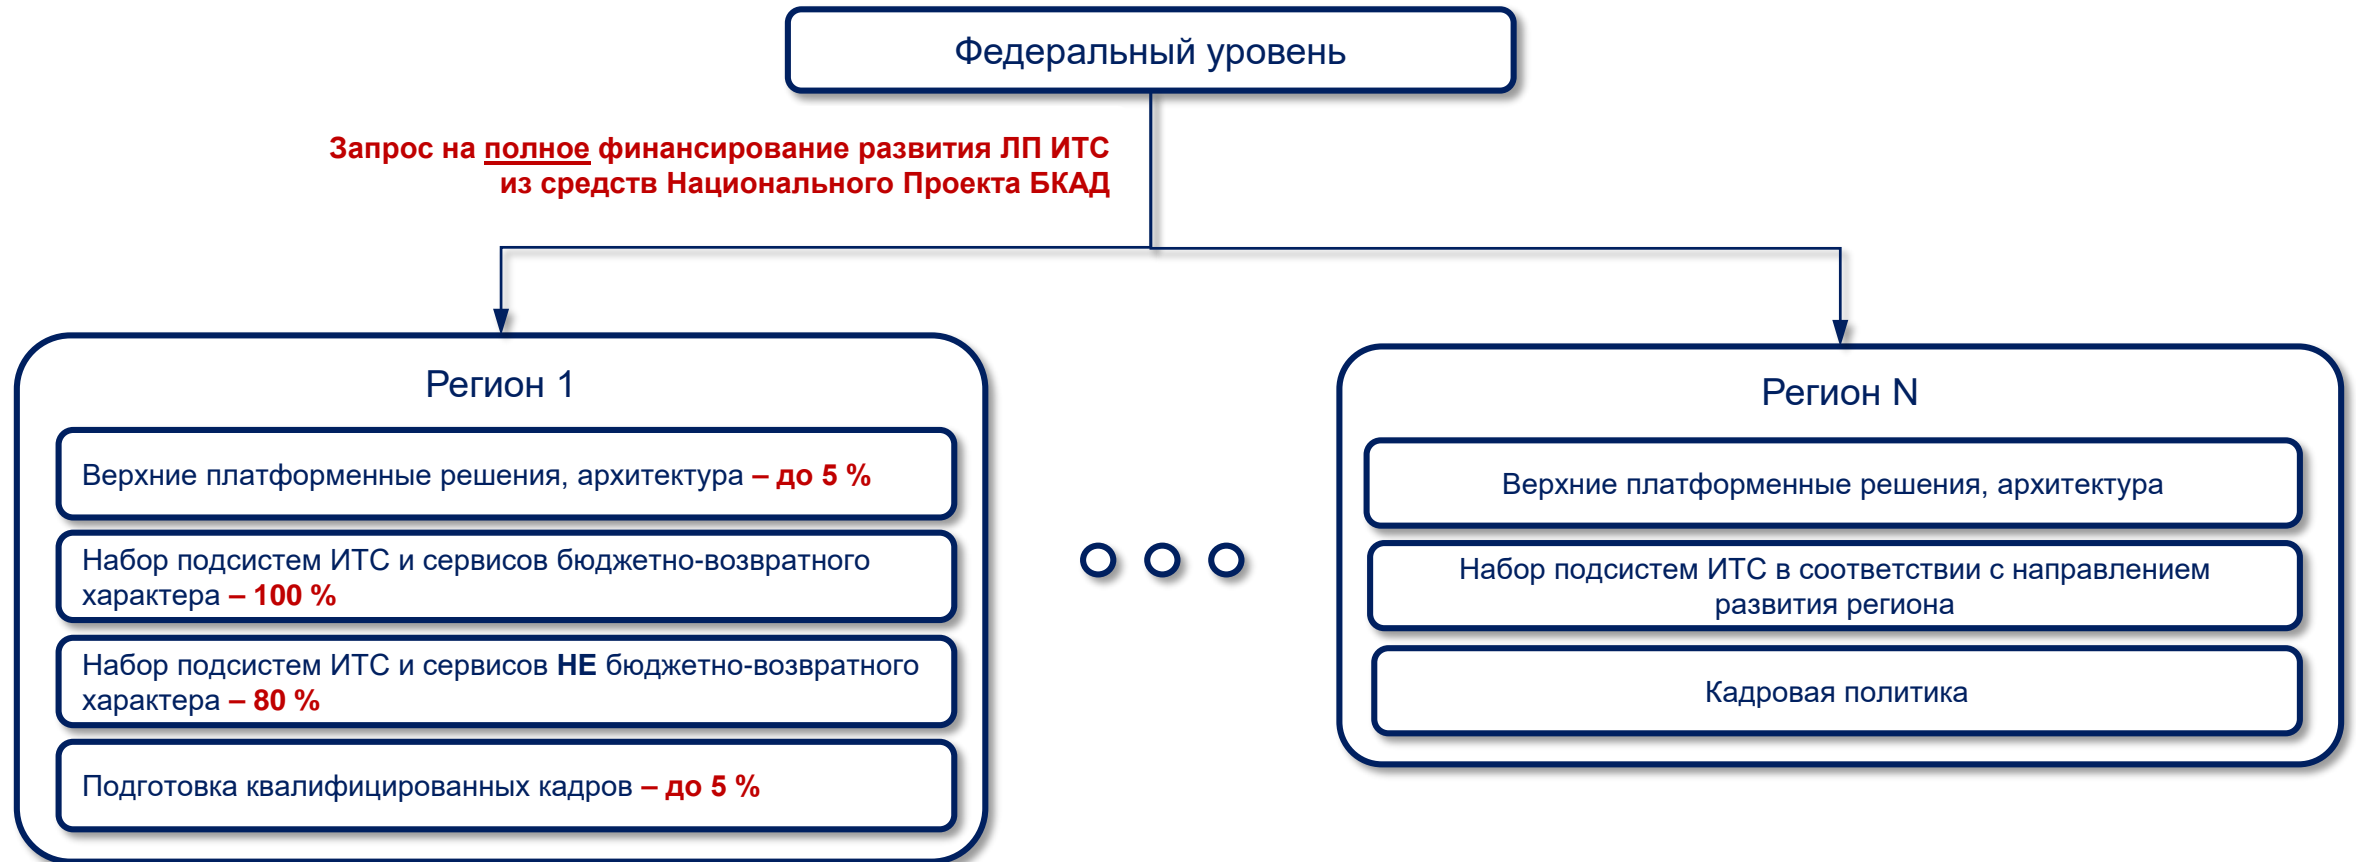 Федеральный уровень
Запрос на полное финансирование развития ЛП ИТС
из средств Национального Проекта БКАД
Регион 1
Верхние платформенные решения, архитектура – до 5 %
Набор подсистем ИТС и сервисов бюджетно-возвратного
характера – 100 %
Набор подсистем ИТС и сервисов НЕ бюджетно-возвратного
характера – 80 %
Подготовка квалифицированных кадров – до 5 %
Регион N
Верхние платформенные решения, архитектура
Набор подсистем ИТС в соответствии с направлением
развития региона
Кадровая политика